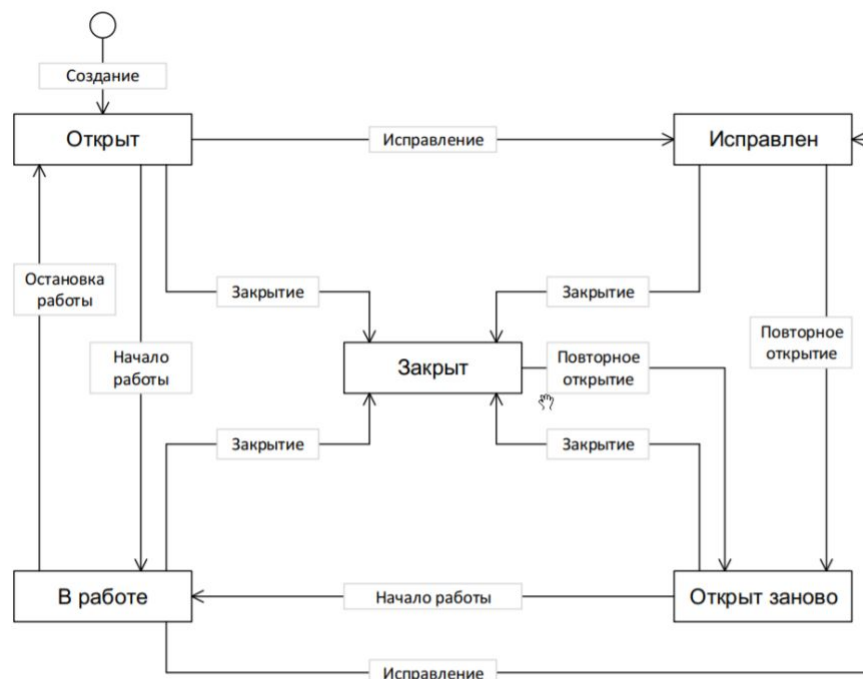 Создание
Открыт
Исправление
Исправлен
Остановка
работы
Закрытие
Закрытие
Начало
работы
Закрыт
Повторное
открытие
Повторное
открытие
Закрытие
Закрытие
В работе
Начало работы
Открыт заново
Исправление